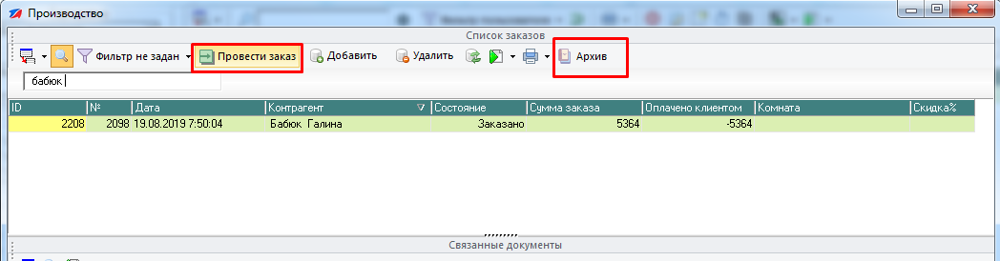 Производство
Список заказов
Фильтр не задан Провести заказ Добавить Удалить Архив
бабюк
ID № Дата Контрагент Состояние Сумма заказа Оплачено клиентом Комната Скидка%
2208 2098 19.08.2019 7:50:04 Бабюк Галина Заказано 5364 -5364
Связанные документы